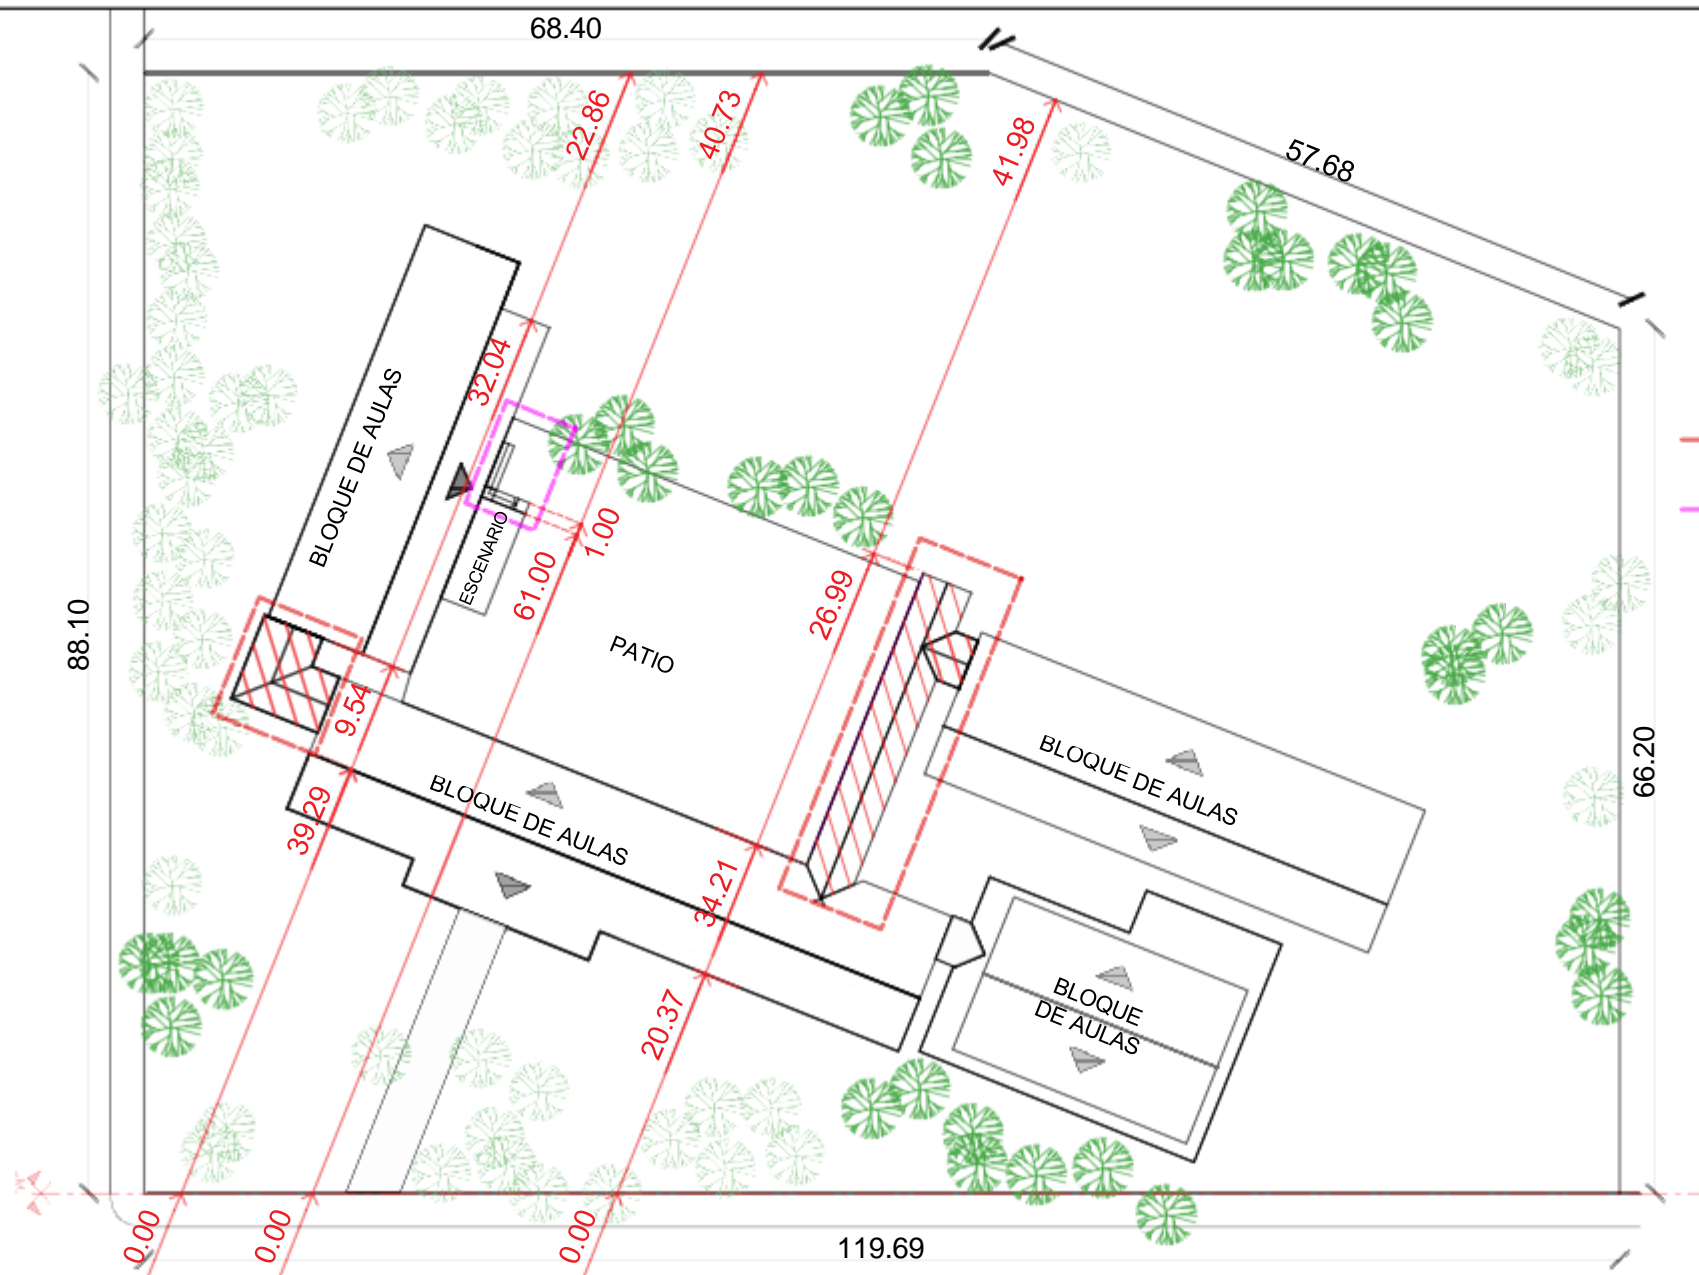 68.40
57.68
22.86
40.73
41.98
32.04
BLOQUE DE AULAS
ESCENARIO
1.00
61.00
26.99
PATIO
88.10
66.20
9.54
39.29
BLOQUE DE AULAS
34.21
20.37
BLOQUE DE AULAS
BLOQUE
DE AULAS
0.00
0.00
0.00
119.69